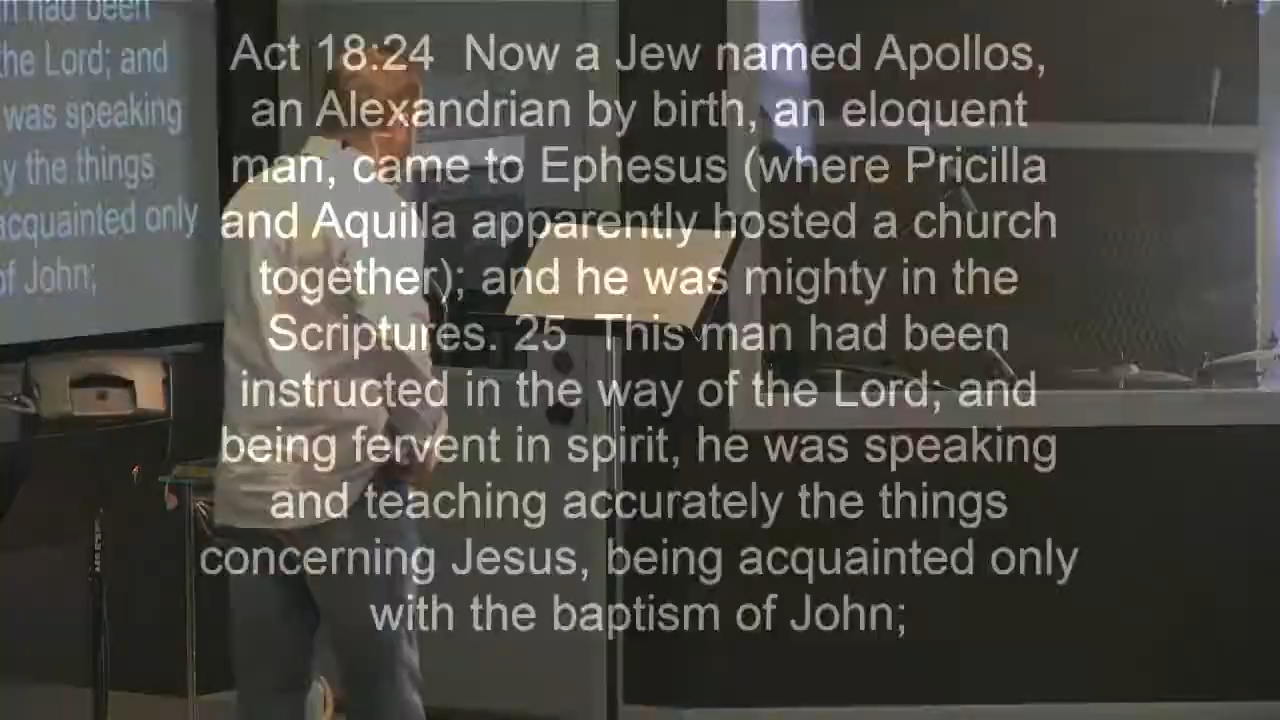 n had been
the Lord; and
was speaking
y the things
acquainted only
of John;
Act 18:24  Now a Jew named Apollos,
an Alexandrian by birth, an eloquent
man, came to Ephesus (where Pricilla
and Aquilla apparently hosted a church
together); and he was mighty in the
Scriptures. 25  This man had been
instructed in the way of the Lord; and
being fervent in spirit, he was speaking
and teaching accurately the things
concerning Jesus, being acquainted only
with the baptism of John;